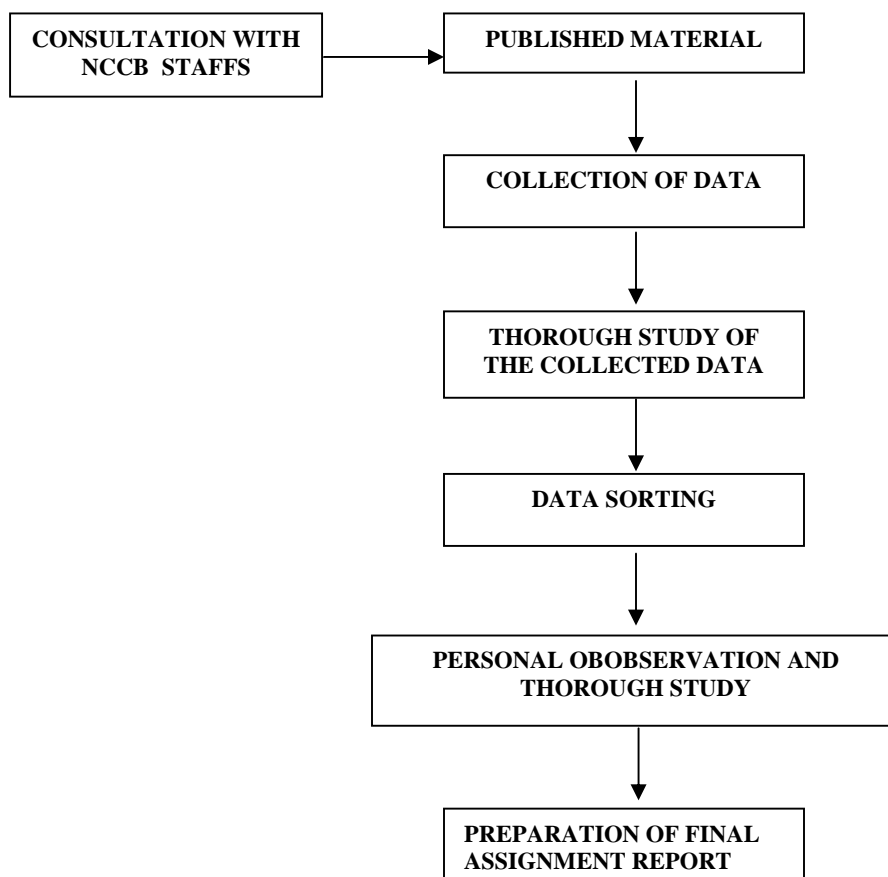 CONSULTATION WITH
NCCB STAFFS
PUBLISHED MATERIAL
COLLECTION OF DATA
THOROUGH STUDY OF
THE COLLECTED DATA
DATA SORTING
PERSONAL OBOBSERVATION AND
THOROUGH STUDY
PREPARATION OF FINAL
ASSIGNMENT REPORT